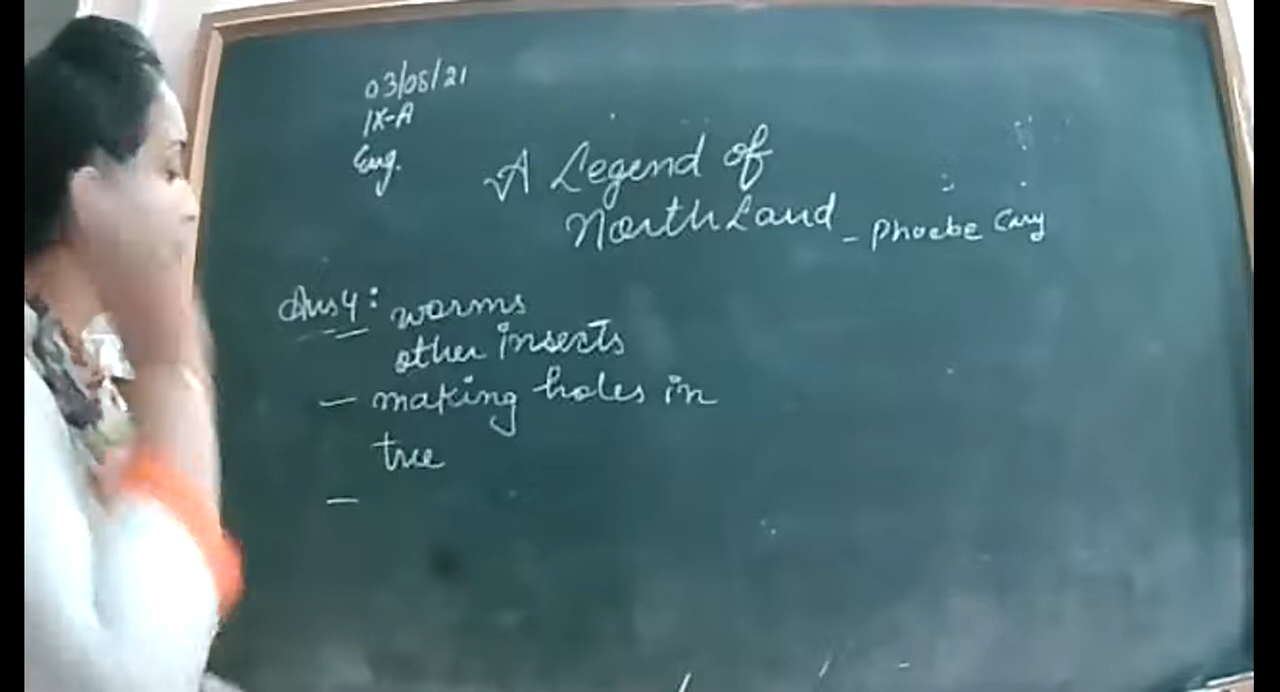 03/08/21
IX-A
Eng.
A Legend of
North Land - Phoebe Cary
Ans 4: worms
other insects
- making holes in
tree
-